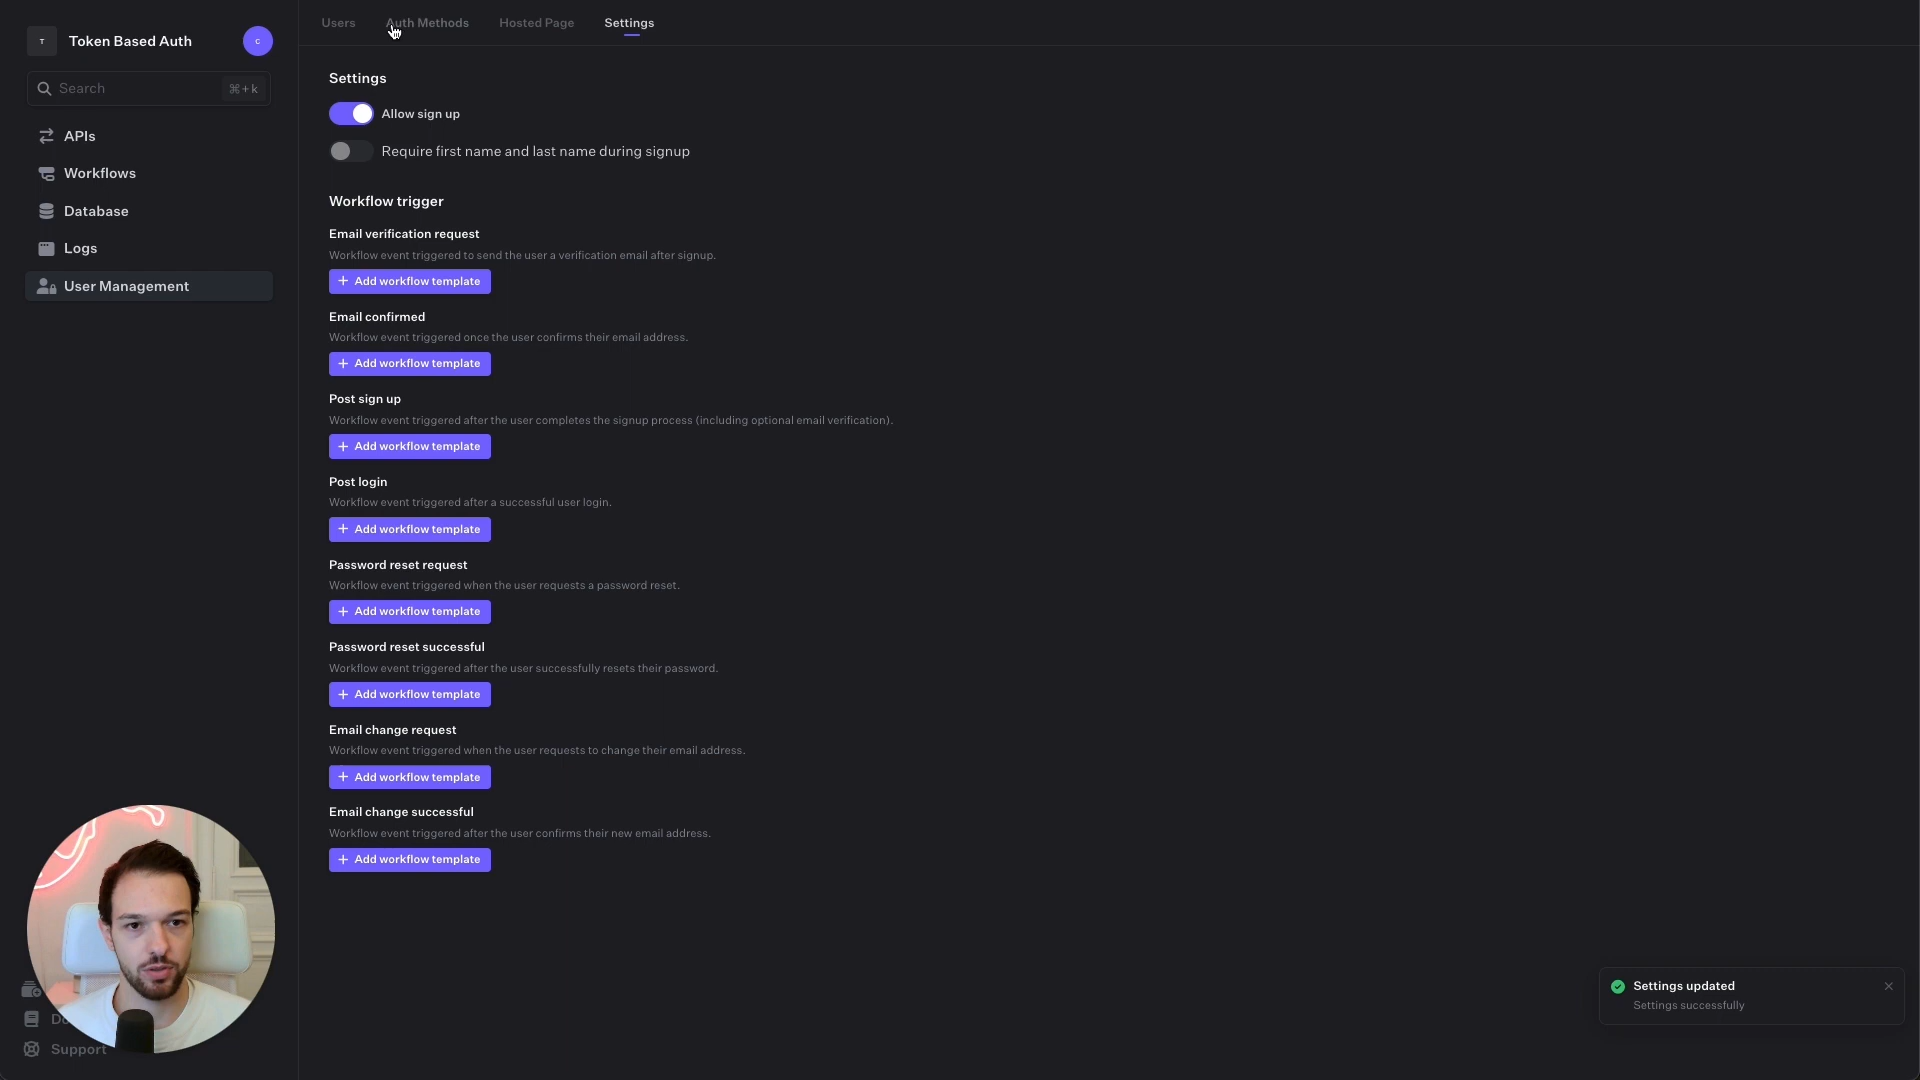 T
Token Based Auth
C
Search
⌘+k
APIs
Workflows
Database
Logs
User Management
Support
Users
Auth Methods
Hosted Page
Settings
Settings
Allow sign up
Require first name and last name during signup
Workflow trigger
Email verification request
Workflow event triggered to send the user a verification email after signup.
+ Add workflow template
Email confirmed
Workflow event triggered once the user confirms their email address.
+ Add workflow template
Post sign up
Workflow event triggered after the user completes the signup process (including optional email verification).
+ Add workflow template
Post login
Workflow event triggered after a successful user login.
+ Add workflow template
Password reset request
Workflow event triggered when the user requests a password reset.
+ Add workflow template
Password reset successful
Workflow event triggered after the user successfully resets their password.
+ Add workflow template
Email change request
Workflow event triggered when the user requests to change their email address.
+ Add workflow template
Email change successful
Workflow event triggered after the user confirms their new email address.
+ Add workflow template
Settings updated
Settings successfully